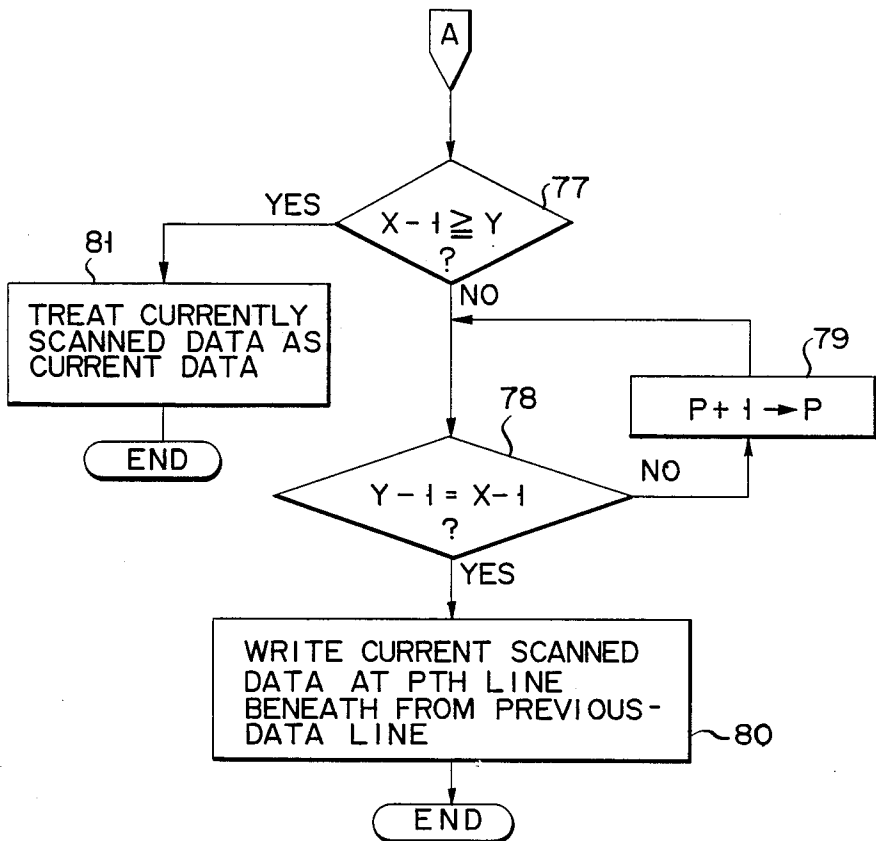 A
77
YES
X-1≧Y
?
81
NO
TREAT CURRENTLY
SCANNED DATA AS
CURRENT DATA
79
P+1→P
78
END
NO
Y-1=X-1
?
YES
WRITE CURRENT SCANNED
DATA AT PTH LINE
BENEATH FROM PREVIOUS-
DATA LINE
80
END